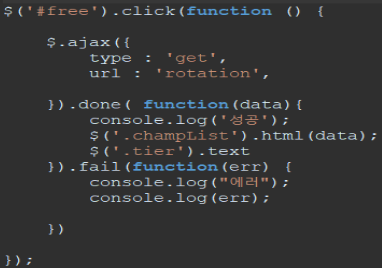 $('#free').click(function () {
$.ajax({
type : 'get',
url : 'rotation',
}).done( function(data){
console.log('성공');
$('.champList').html(data);
$('.tier').text
}).fail(function(err) {
console.log("에러");
console.log(err);
})
});